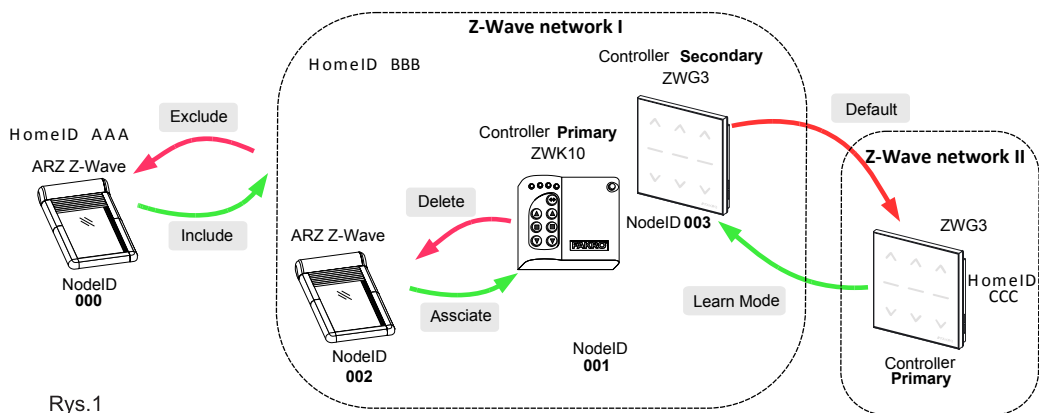 Z-Wave network I
HomeID BBB
Controller Secondary
ZWG3
Exclude
HomeID AAA
ARZ Z-Wave
Include
NodeID
000
Controller Primary
ZWK10
Delete
ARZ Z-Wave
FAKRO
Assciate
NodeID
002
NodeID
001
NodeID 003
Default
Z-Wave network II
ZWG3
HomeID
CCC
Learn Mode
Controller
Primary
Rys.1